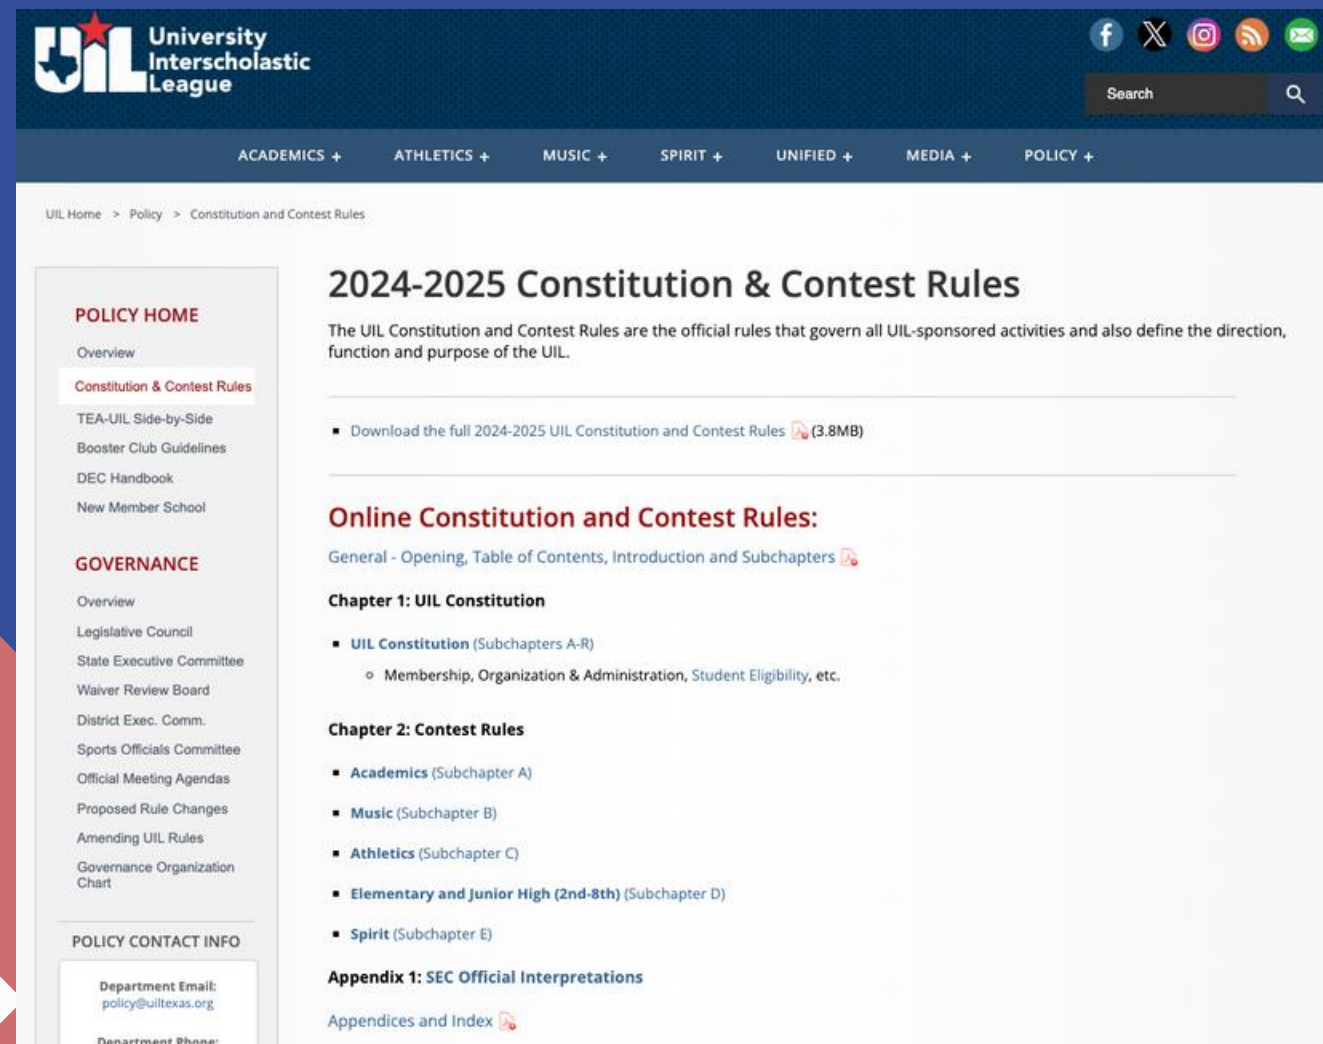 UIL University
Interscholastic
League
Search
ACADEMICS + ATHLETICS + MUSIC + SPIRIT + UNIFIED + MEDIA + POLICY +
UIL Home > Policy > Constitution and Contest Rules
POLICY HOME
Overview
Constitution & Contest Rules
TEA-UIL Side-by-Side
Booster Club Guidelines
DEC Handbook
New Member School
GOVERNANCE
Overview
Legislative Council
State Executive Committee
Waiver Review Board
District Exec. Comm.
Sports Officials Committee
Official Meeting Agendas
Proposed Rule Changes
Amending UIL Rules
Governance Organization
Chart
POLICY CONTACT INFO
Department Email:
policy@uiltexas.org
Department Phone:
2024-2025 Constitution & Contest Rules
The UIL Constitution and Contest Rules are the official rules that govern all UIL-sponsored activities and also define the direction,
function and purpose of the UIL.
▪ Download the full 2024-2025 UIL Constitution and Contest Rules (3.8MB)
Online Constitution and Contest Rules:
General - Opening, Table of Contents, Introduction and Subchapters
Chapter 1: UIL Constitution
▪ UIL Constitution (Subchapters A-R)
◦ Membership, Organization & Administration, Student Eligibility, etc.
Chapter 2: Contest Rules
▪ Academics (Subchapter A)
▪ Music (Subchapter B)
▪ Athletics (Subchapter C)
▪ Elementary and Junior High (2nd-8th) (Subchapter D)
▪ Spirit (Subchapter E)
Appendix 1: SEC Official Interpretations
Appendices and Index